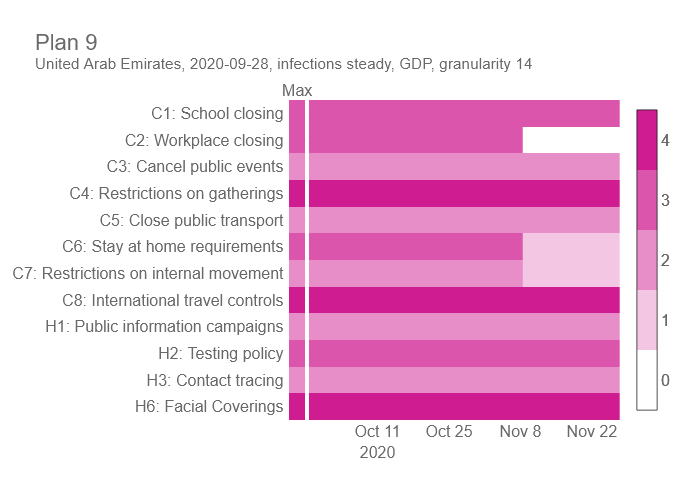 Plan 9
United Arab Emirates, 2020-09-28, infections steady, GDP, granularity 14
Max
C1: School closing
C2: Workplace closing
C3: Cancel public events
C4: Restrictions on gatherings
C5: Close public transport
C6: Stay at home requirements
C7: Restrictions on internal movement
C8: International travel controls
H1: Public information campaigns
H2: Testing policy
H3: Contact tracing
H6: Facial Coverings
Oct 11 Oct 25 Nov 8 Nov 22
2020
4
3
2
1
0